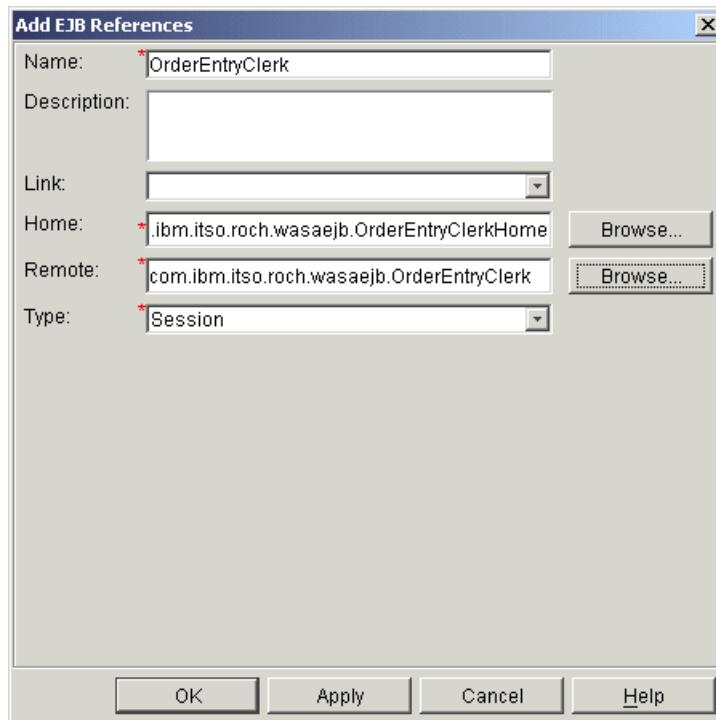 Add EJB References
Name: *OrderEntryClerk
Description:
Link:
Home: *.ibm.itso.roch.wasaejb.OrderEntryClerkHome Browse...
Remote: *com.ibm.itso.roch.wasaejb.OrderEntryClerk Browse...
Type: *Session
OK Apply Cancel Help